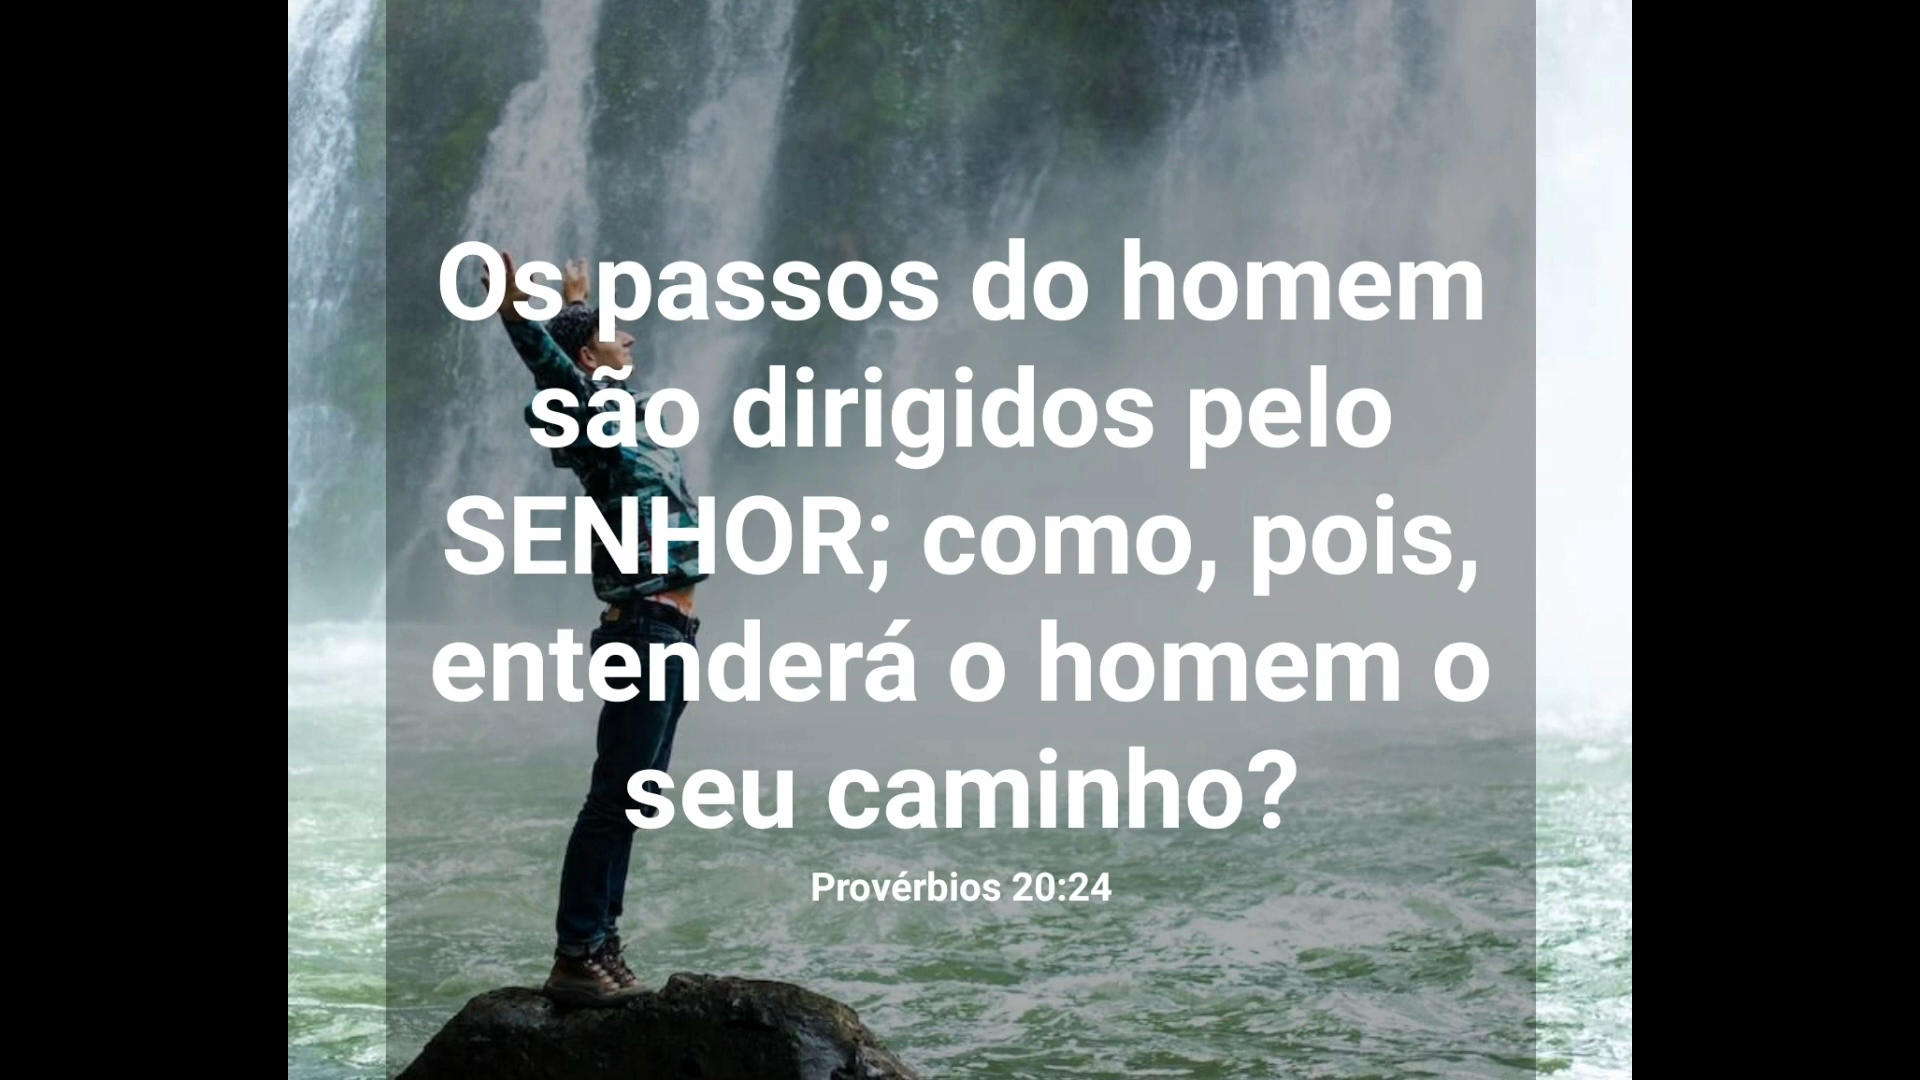 Os passos do homem
são dirigidos pelo
SENHOR; como, pois,
entenderá o homem o
seu caminho?
Provérbios 20:24